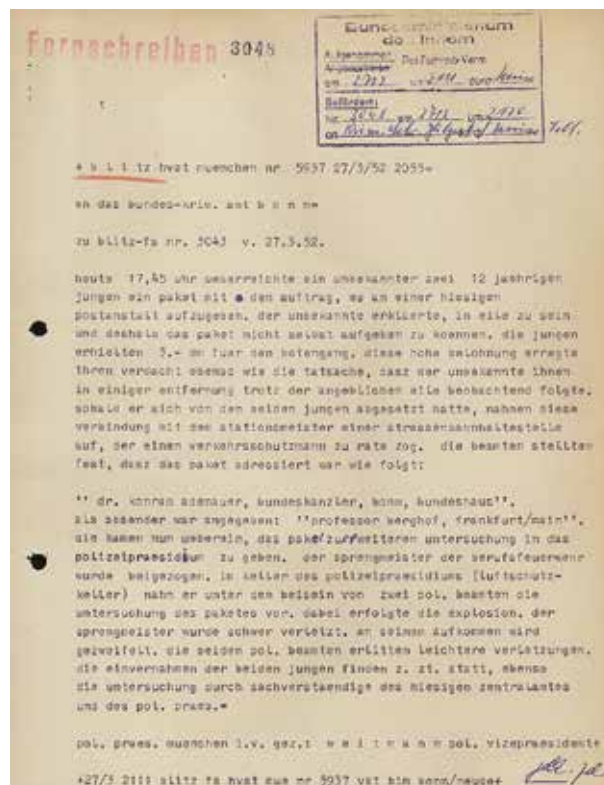 Fernschreiben 3048
Bundesministerium
des Innern
Befördert:
+ b l i t z hvat muenchen nr 5937 27/3/52 2055=
an das bundes-krim. amt b o n n =
zu blitz-fs nr. 3043 v. 27.3.52.
heute 17,45 uhr ueberreichte ein unbekannter zwei 12 jaehrigen
jungen ein paket mit den auftrag, es am einer hiesigen
postanstalt aufzugeben. der unbekannte erklaerte, in eile zu sein
und deshalb das paket nicht selbst aufgeben zu koennen. die jungen
erhielten 3.- dm fuer den botengang. diese hohe belohnung erregte
ihren verdacht ebenso wie die tatsache, dasz der unbekannte ihnen
in einiger entfernung trotz der angeblichen eile beobachtend folgte.
sobald er sich von den beiden jungen abgesetzt hatte, nahmen diese
verbindung mit dem stationsmeister einer strassenbahnhaltestelle
auf, der einen verkehrsschutzmann zu rate zog. die beamten stellten
fest, dasz das paket adressiert war wie folgt:
'' dr. konrad adenauer, bundeskanzler, bonn, bundeshaus''.
als absender war angegeben: ''professor berghof, frankfurt/main''.
sie kamen nun ueberein, das paket zur weiteren untersuchung in das
polizeipraesidium zu geben. der sprengmeister der berufsfeuerwehr
wurde beigezogen. im keller des polizeipraesidiums (luftschutz-
keller) nahm er unter dem beisein von zwei pol. beamten die
untersuchung des paketes vor. dabei erfolgte die explosion. der
sprengmeister wurde schwer verletzt. an seinem aufkommen wird
gezweifelt. die beiden pol. beamten erlitten leichtere verletzungen.
die einvernahmen der beiden jungen finden z. zt. statt, ebenso
die untersuchung durch sachverstaendige des hiesigen zentralamtes
und des pol. praes.=
pol. praes. muenchen i.v. gez.: w e i t m a n n pol. vizepraesident+
+27/3 2111 blitz fs hvat mue nr 5937 vst bim bonn/